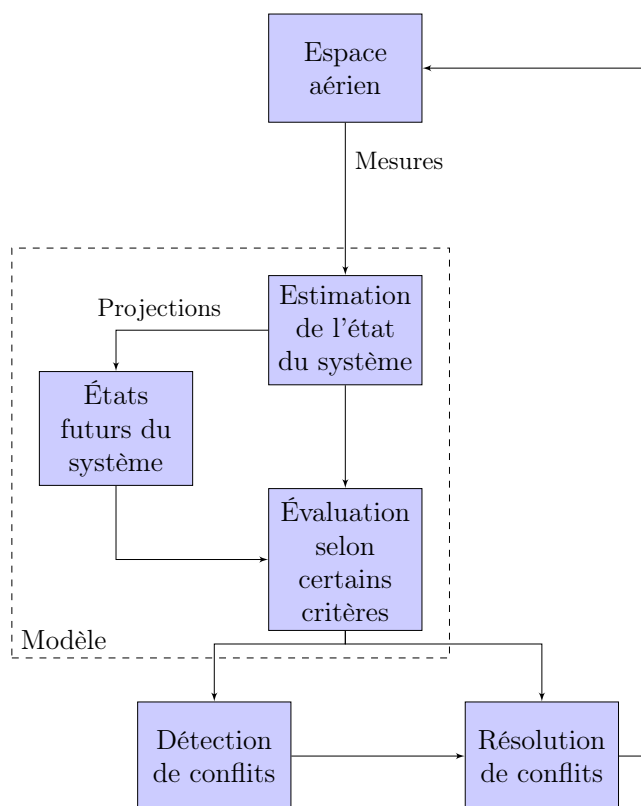 Espace
aérien
Mesures
Projections
Estimation
de l'état
du système
États
futurs du
système
Évaluation
selon
certains
critères
Modèle
Détection
de conflits
Résolution
de conflits